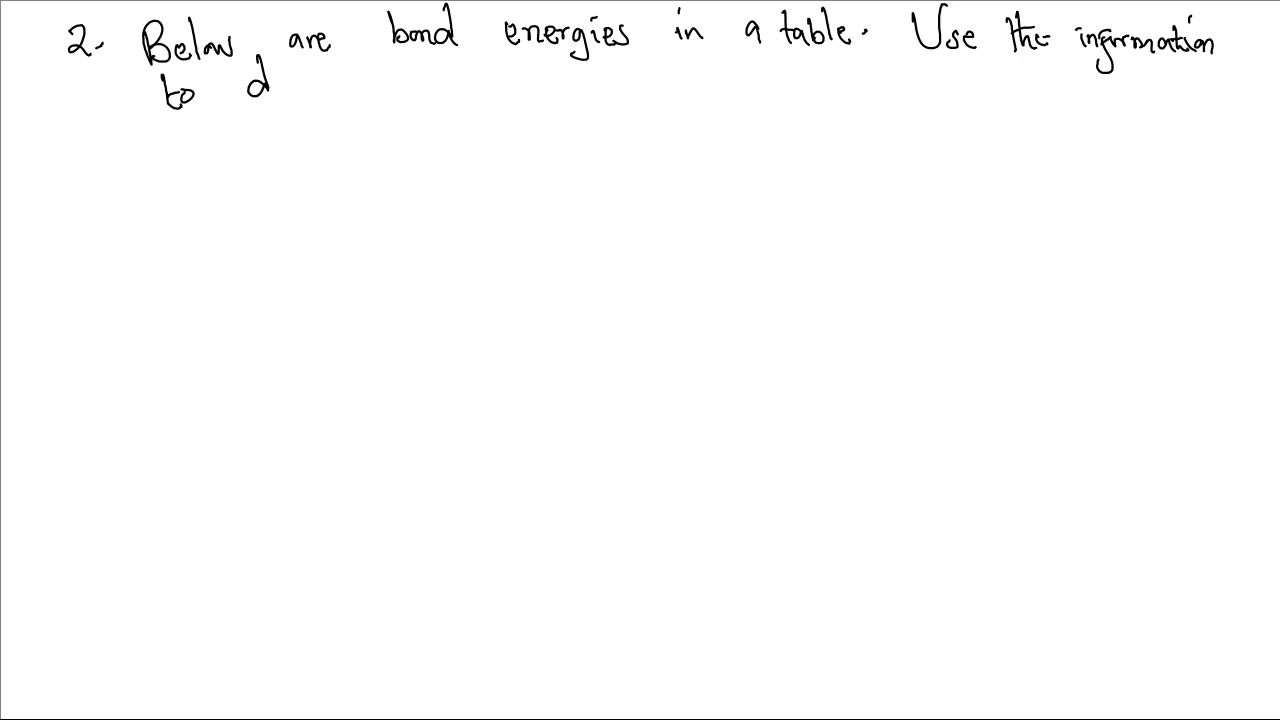 2. Below are bond energies in a table. Use the information
to d